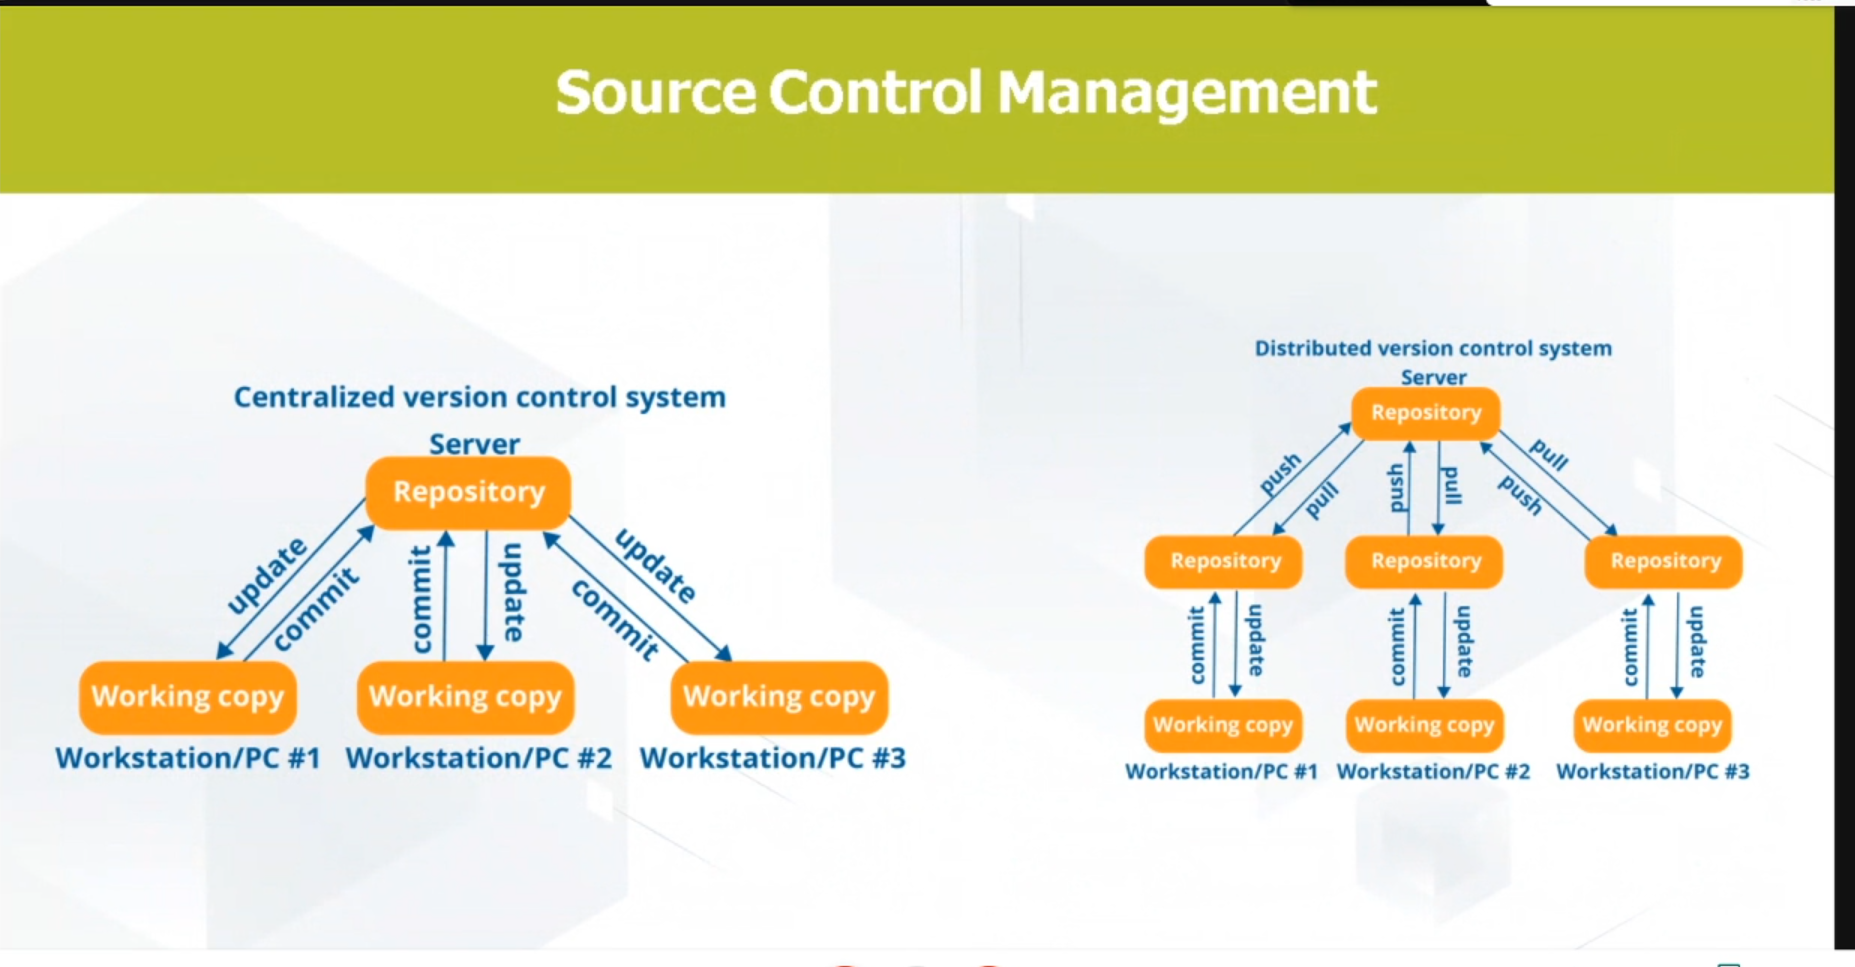 Source Control Management
Centralized version control system
Server
Repository
update
commit
commit
update
commit
update
Working copy
Working copy
Working copy
Workstation/PC #1
Workstation/PC #2
Workstation/PC #3
Distributed version control system
Server
Repository
push
pull
push
pull
push
pull
Repository
Repository
Repository
commit
update
commit
update
commit
update
Working copy
Working copy
Working copy
Workstation/PC #1
Workstation/PC #2
Workstation/PC #3